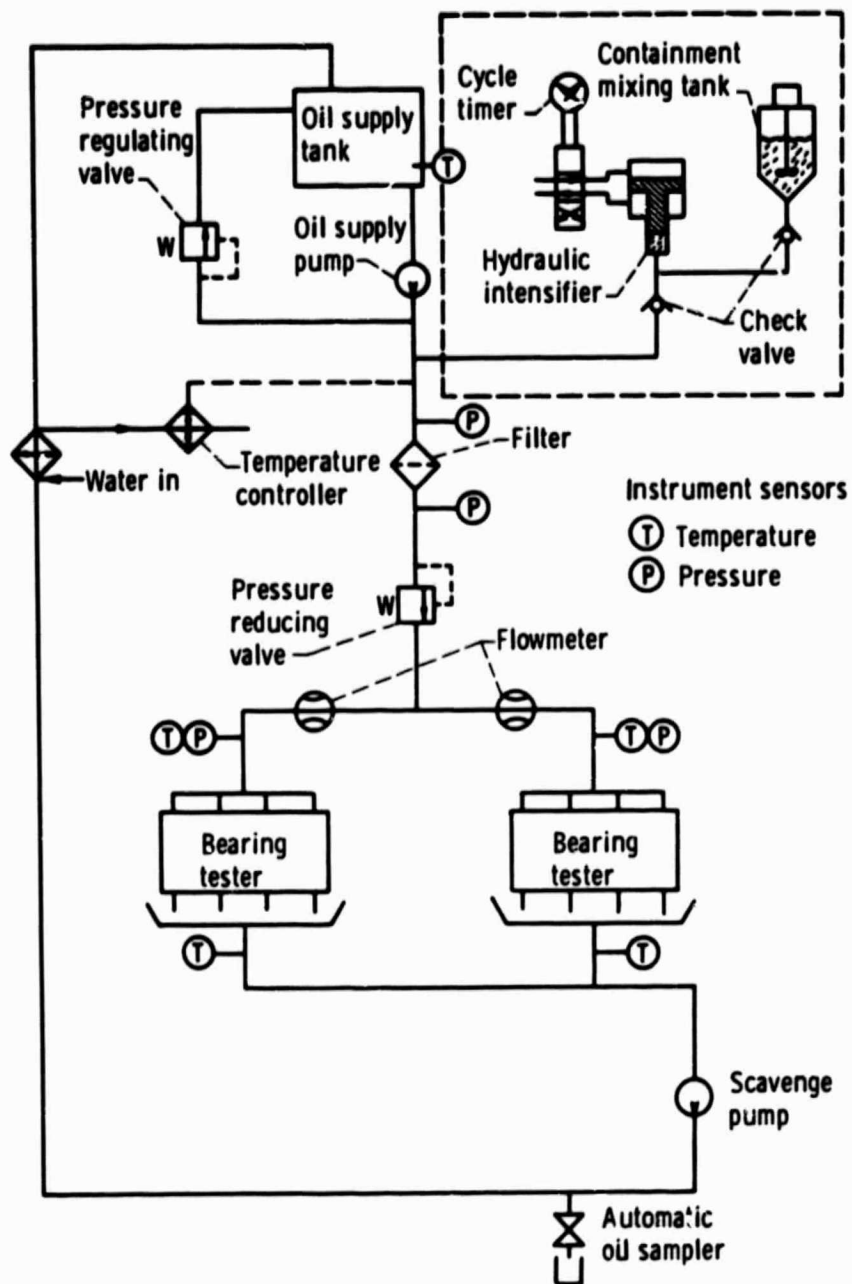 Containment
mixing tank
Cycle
timer
Pressure
regulating
valve
Oil supply
tank
T
W
Oil supply
pump
Hydraulic
intensifier
Check
valve
P
Filter
Water in
Temperature
controller
Instrument sensors
T Temperature
P Pressure
P
Pressure
reducing
valve
W
Flowmeter
T P
T P
Bearing
tester
Bearing
tester
T
T
Scavenge
pump
Automatic
oil sampler